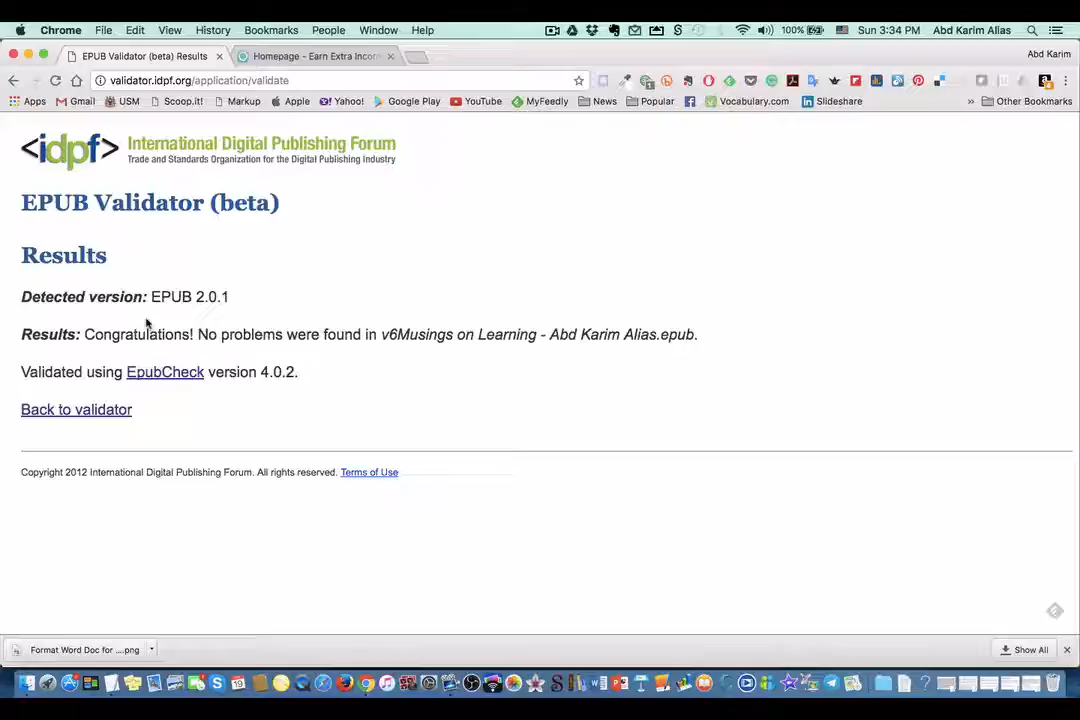 Chrome File Edit View History Bookmarks People Window Help 100% Sun 3:34 PM Abd Karim Alias
EPUB Validator (beta) Results Homepage - Earn Extra Incom Abd Karim
validator.idpf.org/application/validate
Apps Gmail USM Scoop.it! Markup Apple Yahoo! Google Play YouTube MyFeedly News Popular Vocabulary.com Slideshare » Other Bookmarks
<idpf> International Digital Publishing Forum
Trade and Standards Organization for the Digital Publishing Industry
EPUB Validator (beta)
Results
Detected version: EPUB 2.0.1
Results: Congratulations! No problems were found in v6Musings on Learning - Abd Karim Alias.epub.
Validated using EpubCheck version 4.0.2.
Back to validator
Copyright 2012 International Digital Publishing Forum. All rights reserved. Terms of Use
Format Word Doc for ....png Show All